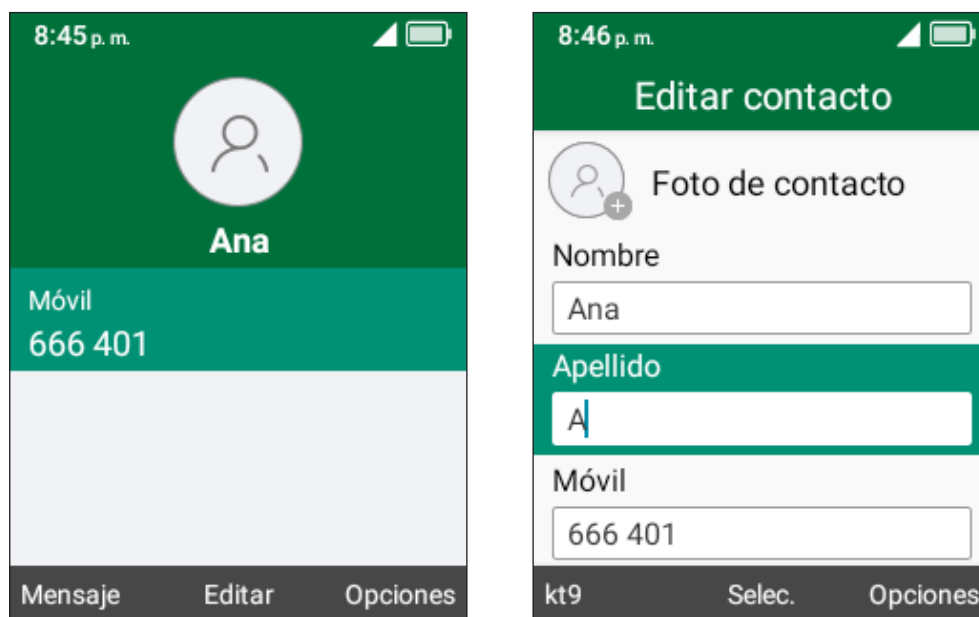 8:45 p. m.
Ana
Móvil
666 401
Mensaje Editar Opciones
8:46 p. m.
Editar contacto
Foto de contacto
Nombre
Ana
Apellido
A
Móvil
666 401
kt9 Selec. Opciones